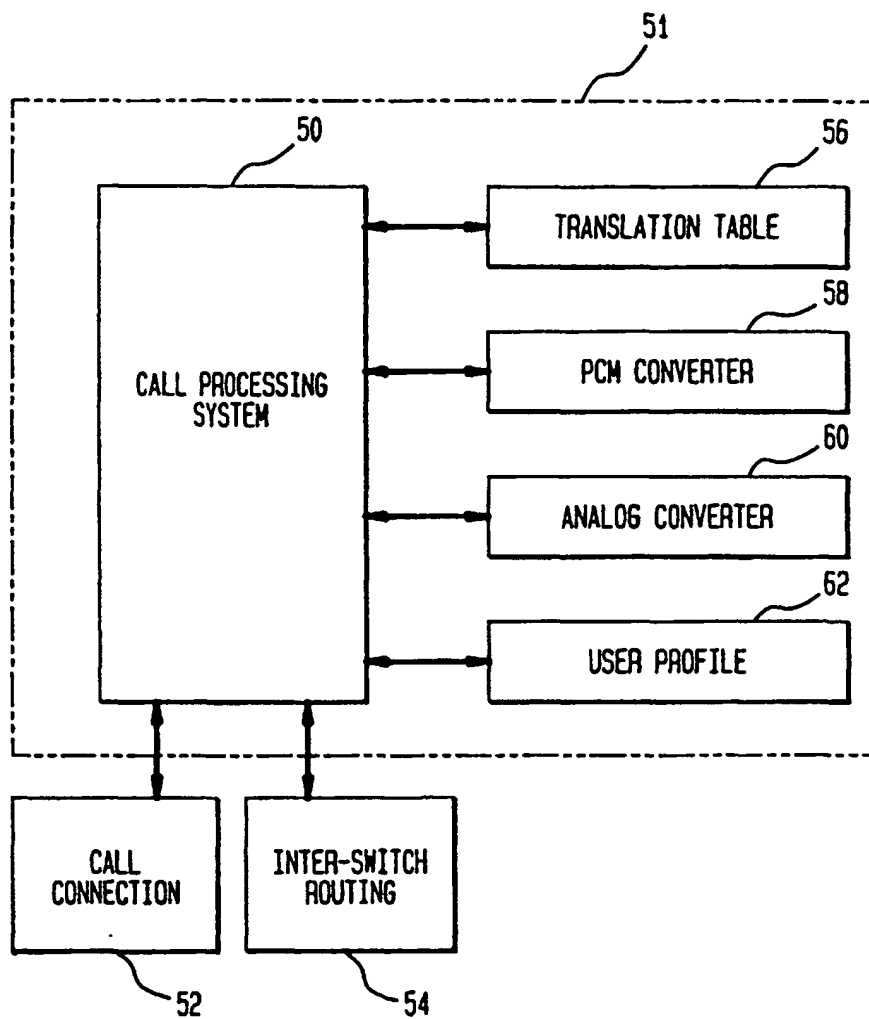 51
50
56
TRANSLATION TABLE
58
PCM CONVERTER
CALL PROCESSING
SYSTEM
60
ANALOG CONVERTER
62
USER PROFILE
CALL
CONNECTION
INTER-SWITCH
ROUTING
52
54